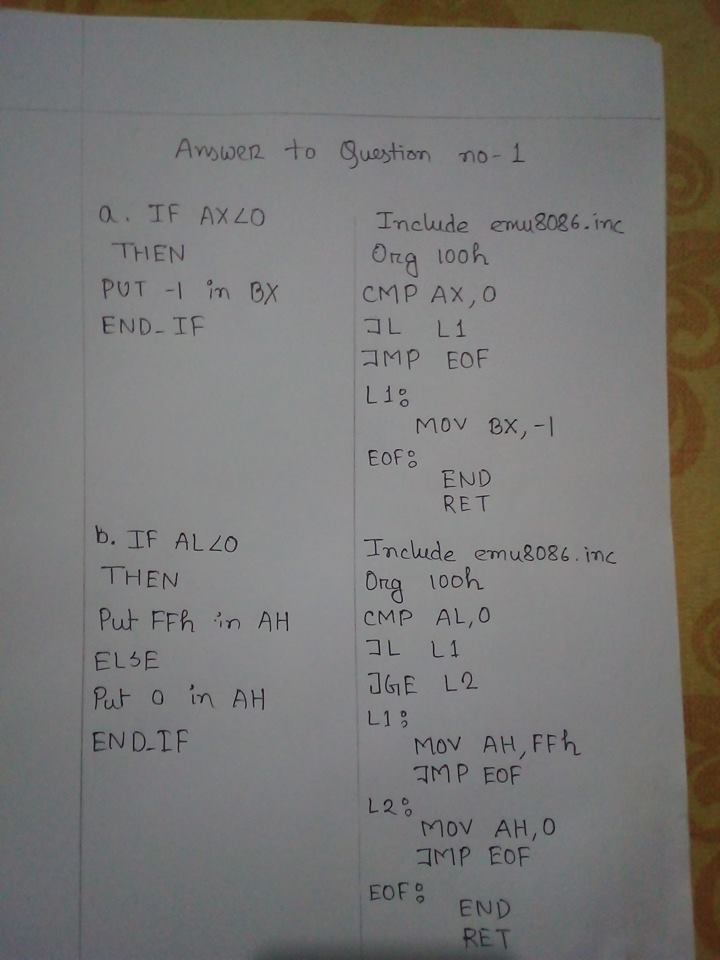 Answer to Question no-1
a. IF AX<0
THEN
PUT -1 in BX
END_IF
Include emu8086.inc
Org 100h
CMP AX,0
JL L1
JMP EOF
L1:
MOV BX,-1
EOF:
END
RET
b. IF AL<0
THEN
Put FFh in AH
ELSE
Put 0 in AH
END_IF
Include emu8086.inc
Org 100h
CMP AL,0
JL L1
JGE L2
L1:
MOV AH,FFh
JMP EOF
L2:
MOV AH,0
JMP EOF
EOF:
END
RET